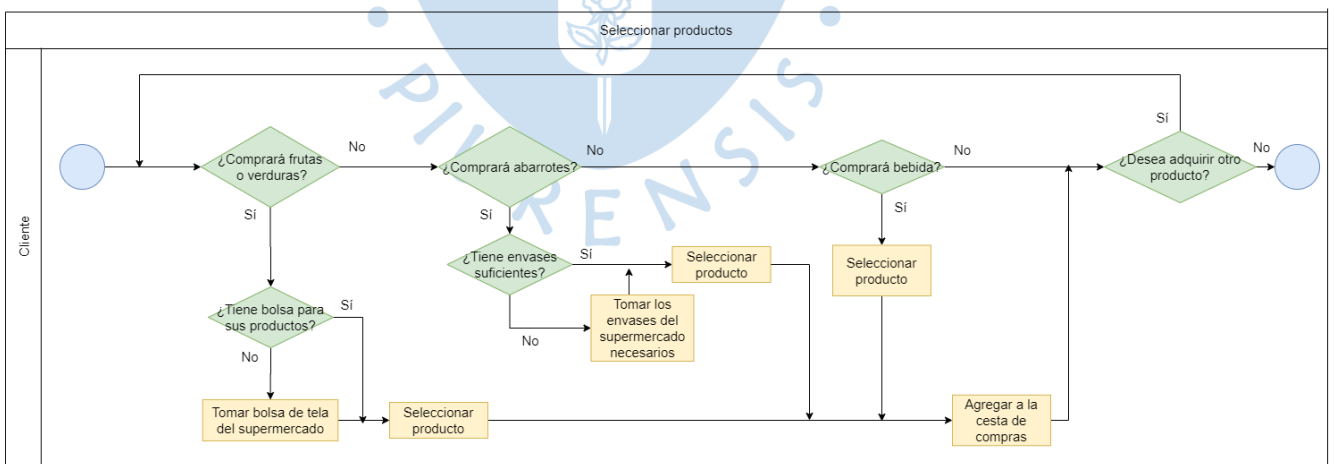 Seleccionar productos
Cliente
¿Comprará frutas
o verduras?
No
Sí
¿Comprará abarrotes?
No
Sí
¿Comprará bebida?
No
Sí
¿Desea adquirir otro
producto?
Sí
No
¿Tiene envases
suficientes?
Sí
No
Seleccionar
producto
Tomar los
envases del
supermercado
necesarios
Seleccionar
producto
¿Tiene bolsa para
sus productos?
Sí
No
Tomar bolsa de tela
del supermercado
Seleccionar
producto
Agregar a la
cesta de
compras